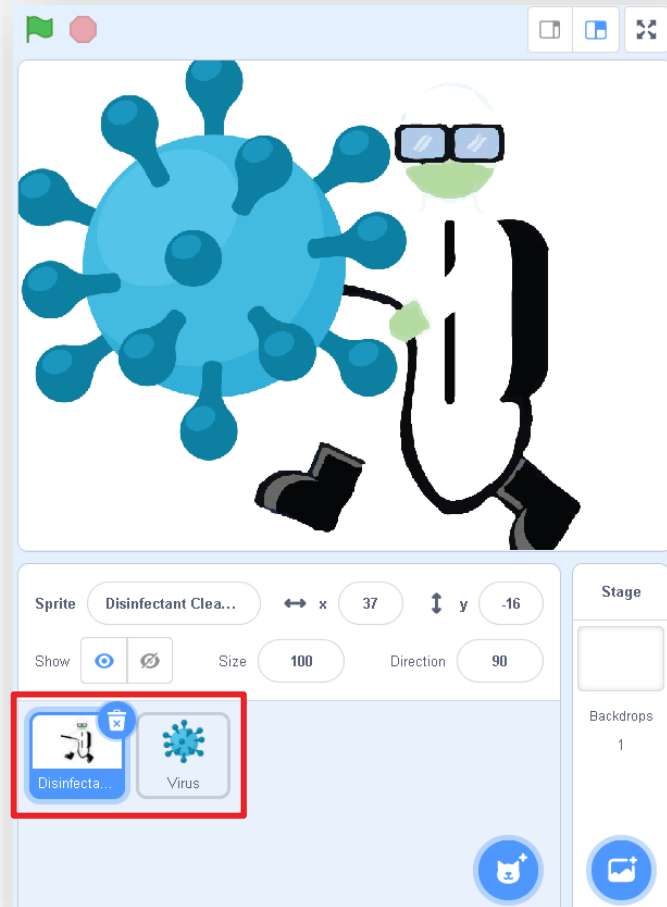 Sprite Disinfectant Clea... x 37 y -16
Show Size 100 Direction 90
Disinfecta...
Virus
Stage
Backdrops
1